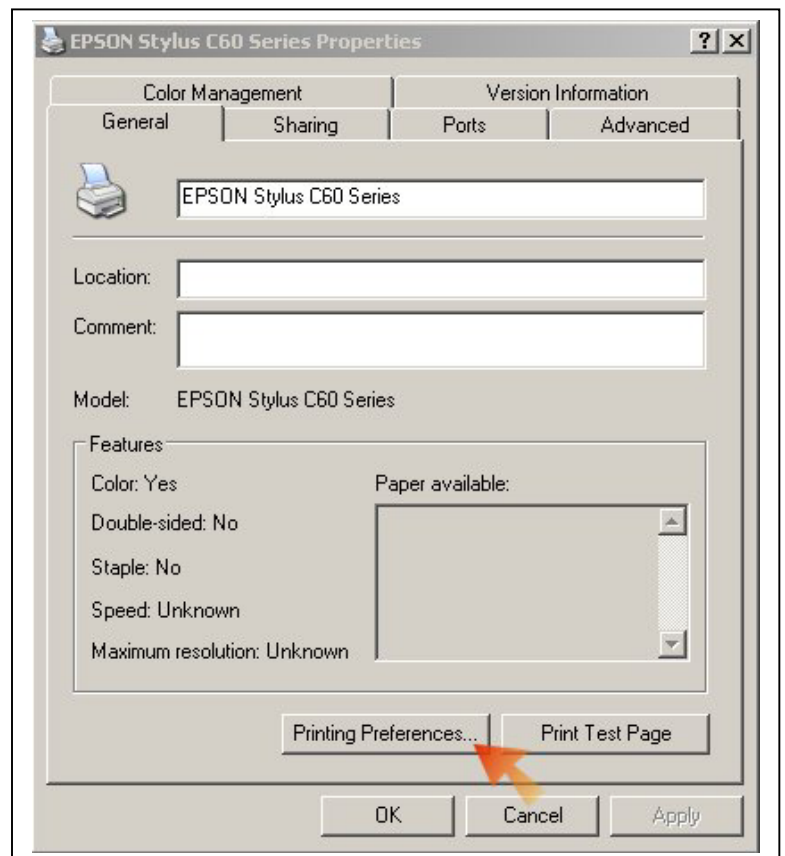 EPSON Stylus C60 Series Properties
? X
Color Management Version Information
General Sharing Ports Advanced
EPSON Stylus C60 Series
Location:
Comment:
Model: EPSON Stylus C60 Series
Features
Color: Yes Paper available:
Double-sided: No
Staple: No
Speed: Unknown
Maximum resolution: Unknown
Printing Preferences... Print Test Page
OK Cancel Apply